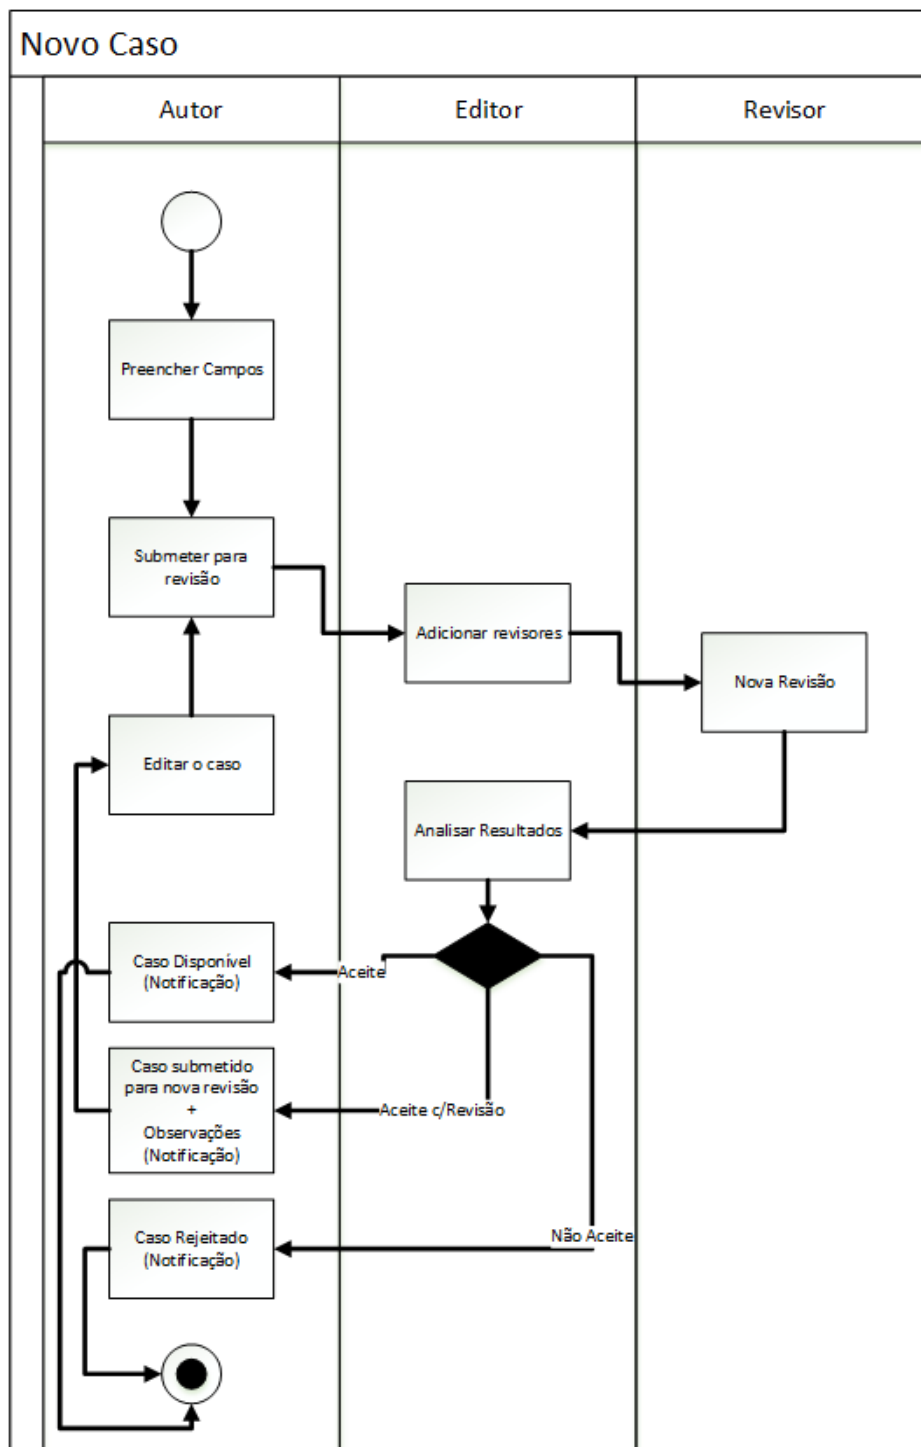 Novo Caso
Autor
Editor
Revisor
Preencher Campos
Submeter para
revisão
Adicionar revisores
Nova Revisão
Editar o caso
Analisar Resultados
Caso Disponível
(Notificação)
Aceite
Caso submetido
para nova revisão
+
Observações
(Notificação)
Aceite c/Revisão
Caso Rejeitado
(Notificação)
Não Aceite